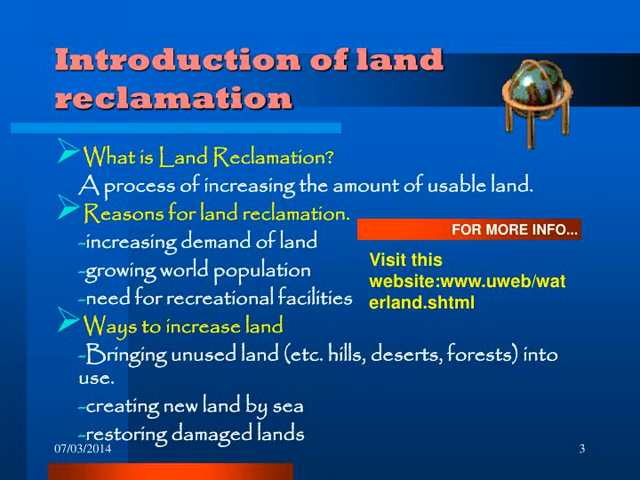 Introduction of land
reclamation
What is Land Reclamation?
A process of increasing the amount of usable land.
Reasons for land reclamation.
-increasing demand of land
-growing world population
-need for recreational facilities
FOR MORE INFO...
Visit this
website:www.uweb/wat
erland.shtml
Ways to increase land
-Bringing unused land (etc. hills, deserts, forests) into
use.
-creating new land by sea
-restoring damaged lands
07/03/2014
3